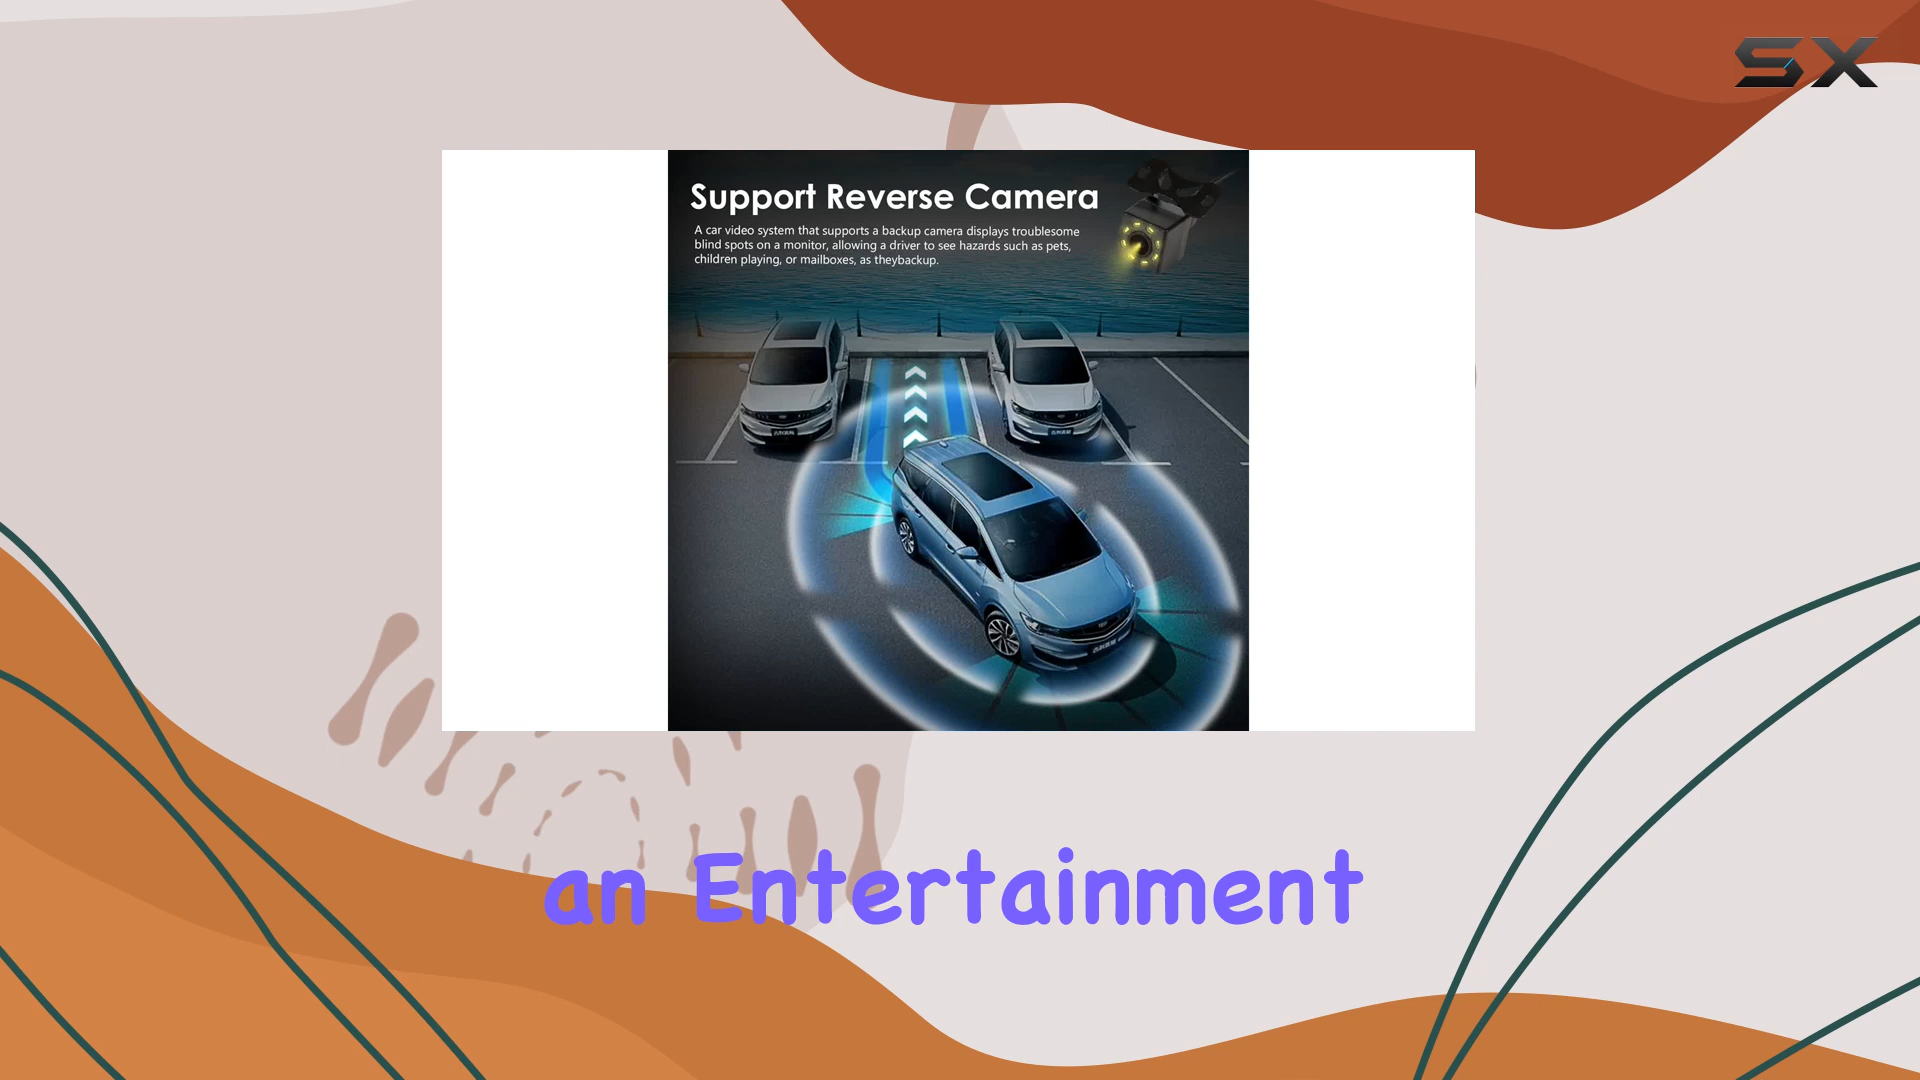 SX
Support Reverse Camera
A car video system that supports a backup camera displays troublesome
blind spots on a monitor, allowing a driver to see hazards such as pets,
children playing, or mailboxes, as theybackup.
an Entertainment